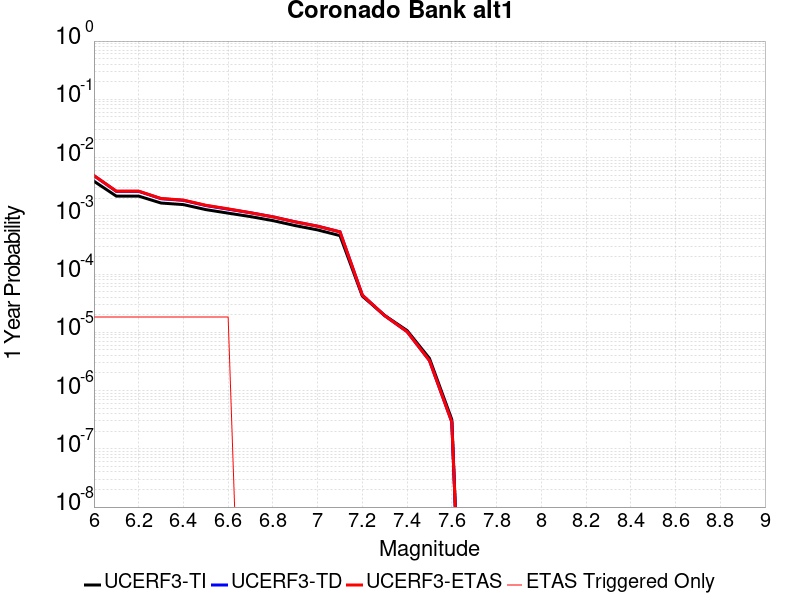 Coronado Bank alt1
10^0
10^-1
10^-2
10^-3
10^-4
10^-5
10^-6
10^-7
10^-8
1 Year Probability
6 6.2 6.4 6.6 6.8 7 7.2 7.4 7.6 7.8 8 8.2 8.4 8.6 8.8 9
Magnitude
UCERF3-TI UCERF3-TD UCERF3-ETAS ETAS Triggered Only